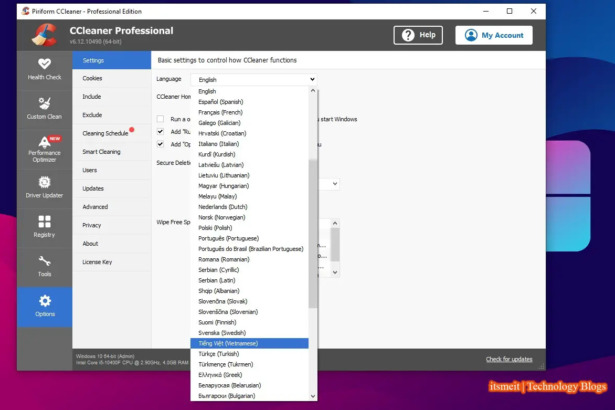 Piriform CCleaner - Professional Edition
CCleaner Professional
v6.12.10490 (64-bit)
Help
My Account
Health Check
Custom Clean
NEW
Performance
Optimizer
Driver Updater
Registry
Tools
Options
Settings
Cookies
Include
Exclude
Cleaning Schedule
Smart Cleaning
Users
Updates
Advanced
Privacy
About
License Key
Basic settings to control how CCleaner functions
Language
English
CCleaner Hom
Run a o
u start Windows
Add "Ru
Add "Op
u
Secure Deleti
Wipe Free Sp
English
Español (Spanish)
Français (French)
Galego (Galician)
Hrvatski (Croatian)
Italiano (Italian)
Kurdî (Kurdish)
Latviešu (Latvian)
Lietuvių (Lithuanian)
Magyar (Hungarian)
Melayu (Malay)
Nederlands (Dutch)
Norsk (Norwegian)
Polski (Polish)
Português (Portuguese)
Português do Brasil (Brazilian Portuguese)
Romana (Romanian)
Serbian (Cyrillic)
Serbian (Latin)
Shqip (Albanian)
Slovenčina (Slovak)
Slovenščina (Slovenian)
Suomi (Finnish)
Svenska (Swedish)
Tiếng Việt (Vietnamese)
Türkçe (Turkish)
Türkmençe (Tukrmen)
Ελληνικά (Greek)
Беларуская (Belarusian)
Български (Bulgarian)
Windows 10 64-bit (Admin)
Intel Core i5-10400F CPU @ 2.90GHz, 4.0GB RAM
Check for updates
itsmeit | Technology Blogs